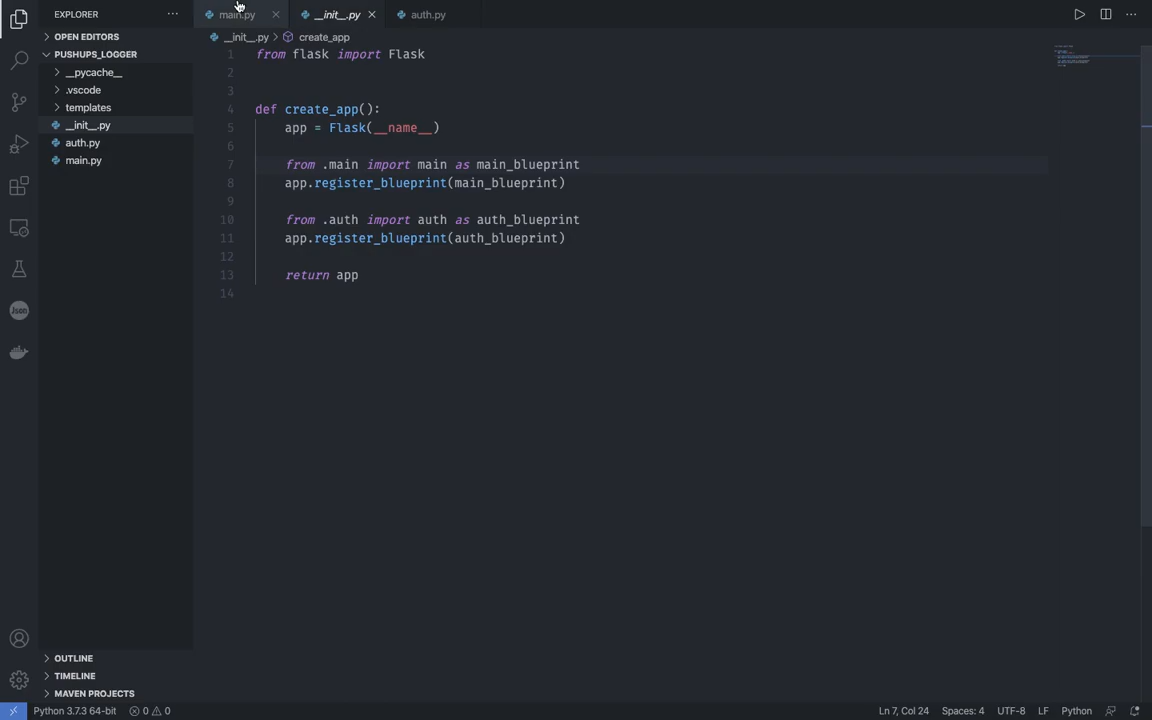 EXPLORER
OPEN EDITORS
PUSHUPS_LOGGER
__pycache__
.vscode
templates
__init__.py
auth.py
main.py
OUTLINE
TIMELINE
MAVEN PROJECTS
Json
main.py
__init__.py
auth.py
__init__.py > create_app
1 from flask import Flask
2
3
4 def create_app():
5 app = Flask(__name__)
6
7 from .main import main as main_blueprint
8 app.register_blueprint(main_blueprint)
9
10 from .auth import auth as auth_blueprint
11 app.register_blueprint(auth_blueprint)
12
13 return app
14
Python 3.7.3 64-bit 0 0 Ln 7, Col 24 Spaces: 4 UTF-8 LF Python